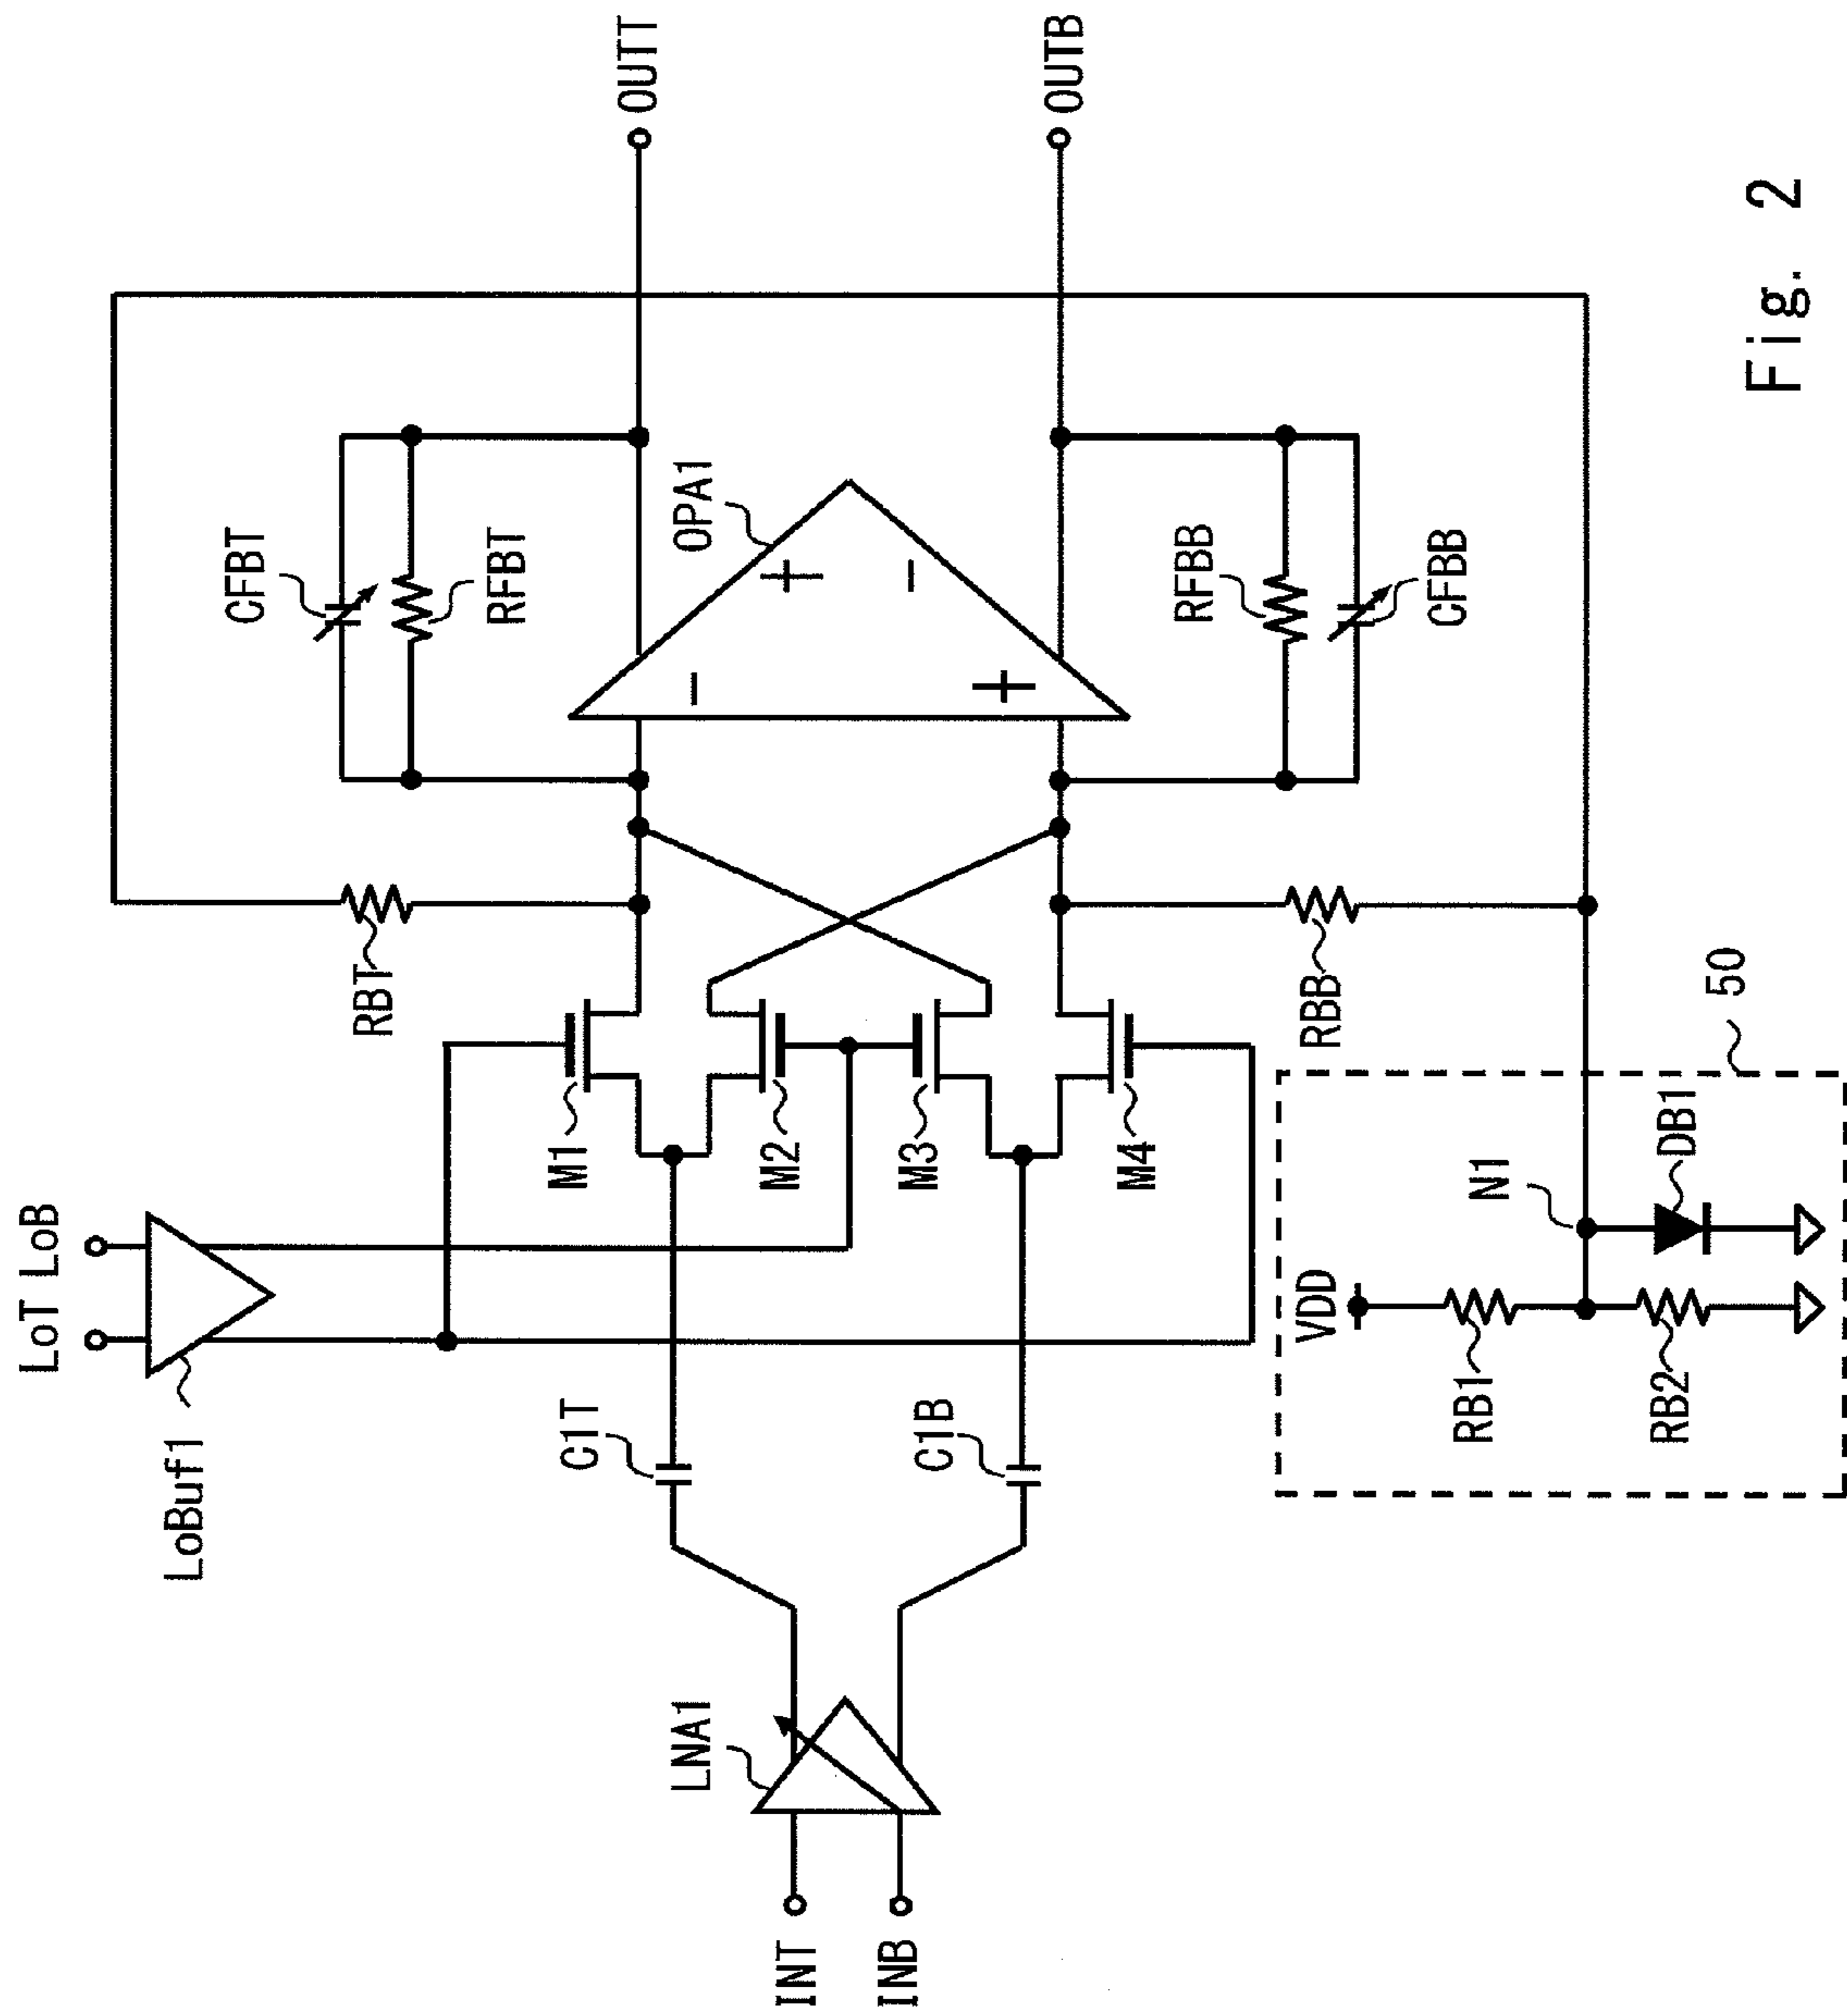 LoT LoB
LoBuf1
CFBT
RFBT
RBT
OUTT
OPA1
M1
M2
M3
M4
C1T
C1B
LNA1
INT
INB
OUTB
RFBB
CFBB
RBB
50
N1
DB1
VDD
RB1
RB2
Fig. 2